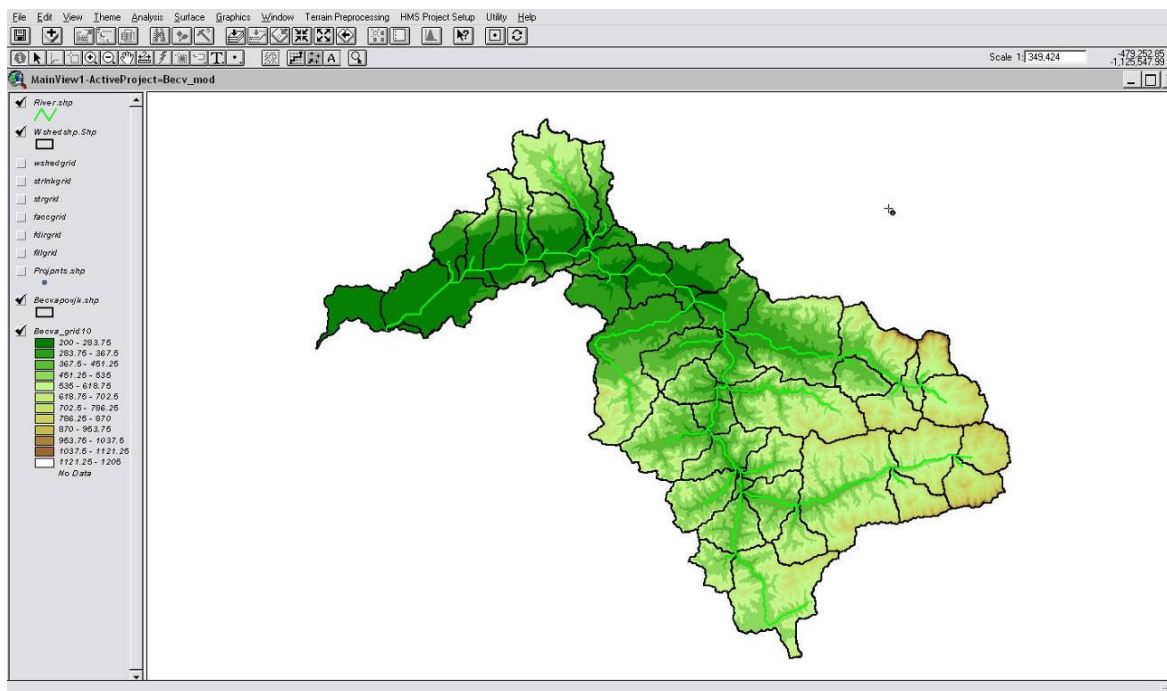 File Edit View Theme Analysis Surface Graphics Window Terrain Preprocessing HMS Project Setup Utility Help
T A
Scale 1: 349,424
-479,252.85
-1,125,547.99
MainView1-ActiveProject=Becv_mod
River.shp
Wshedshp.Shp
wshedgrid
strlnkgrid
strgrid
faccgrid
fdirgrid
fillgrid
Projpnts.shp
Becvapovjk.shp
Becva_grid10
200 - 283.75
283.75 - 367.5
367.5 - 451.25
451.25 - 535
535 - 618.75
618.75 - 702.5
702.5 - 786.25
786.25 - 870
870 - 953.75
953.75 - 1037.5
1037.5 - 1121.25
1121.25 - 1205
No Data